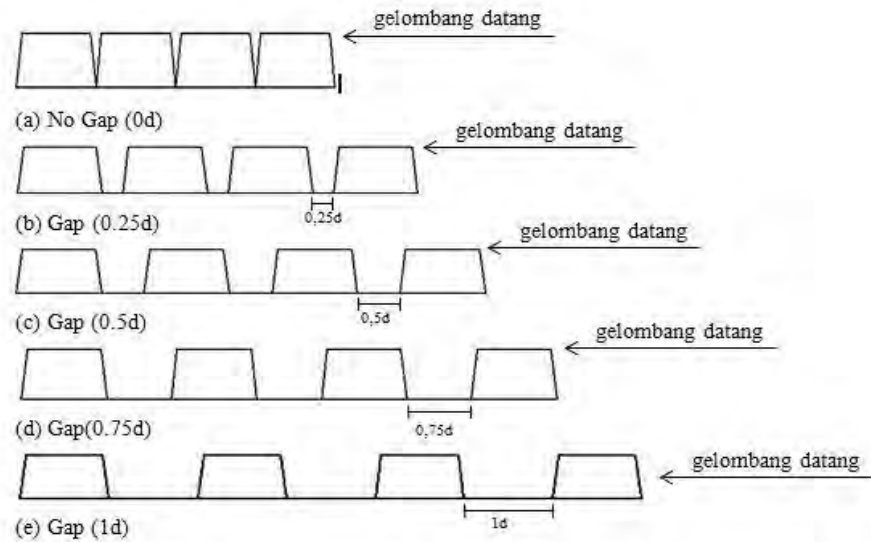 gelombang datang
(a) No Gap (0d)
gelombang datang
0,25d
(b) Gap (0.25d)
gelombang datang
0,5d
(c) Gap (0.5d)
gelombang datang
0,75d
(d) Gap(0.75d)
gelombang datang
1d
(e) Gap (1d)